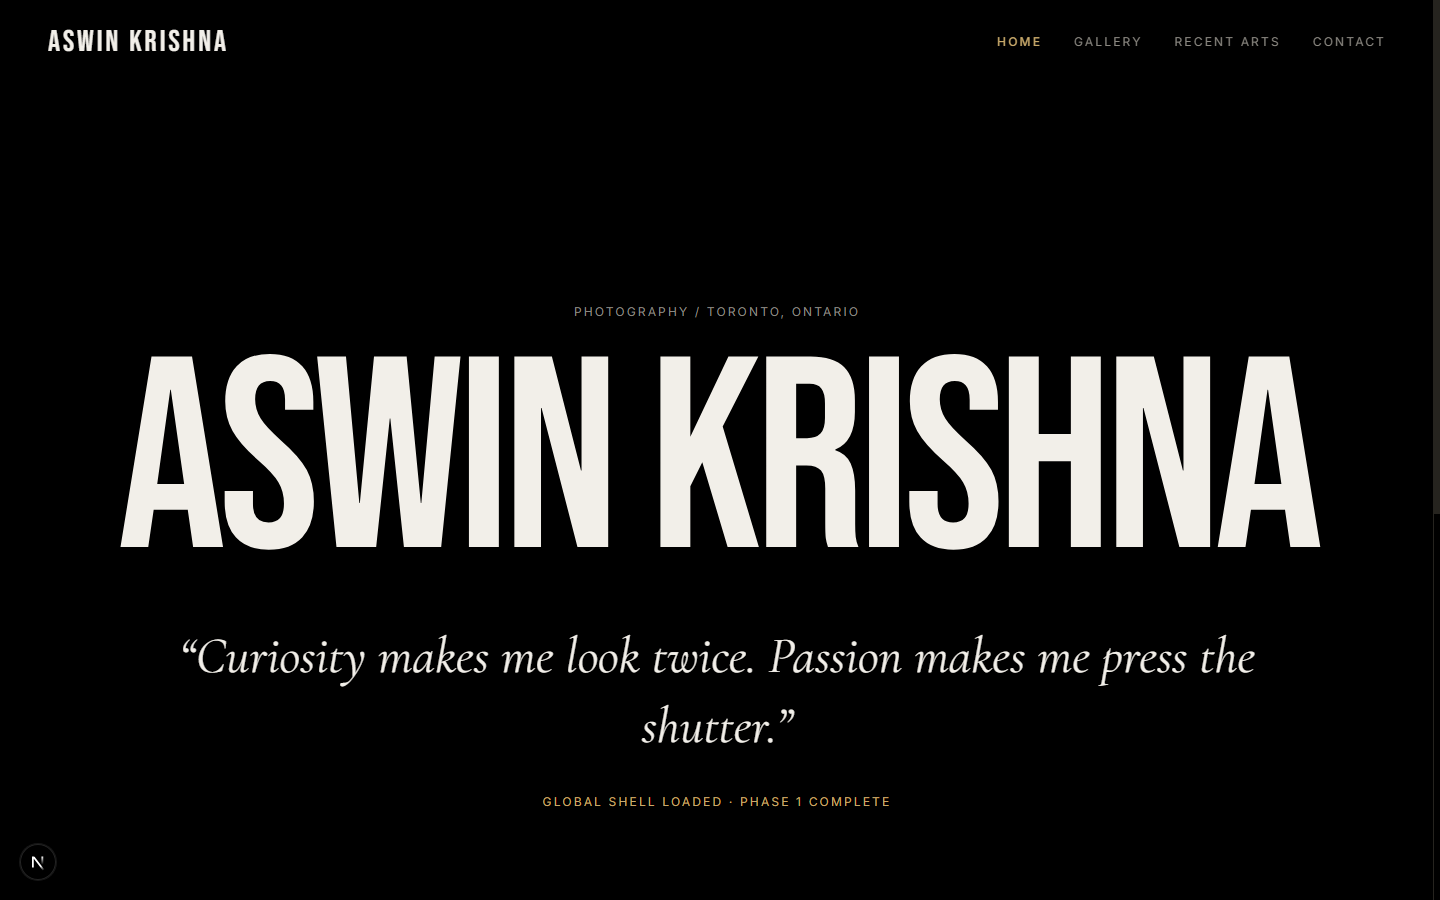 ASWIN KRISHNA
HOME GALLERY RECENT ARTS CONTACT
PHOTOGRAPHY / TORONTO, ONTARIO
ASWIN KRISHNA
“Curiosity makes me look twice. Passion makes me press the
shutter.”
GLOBAL SHELL LOADED · PHASE 1 COMPLETE
N